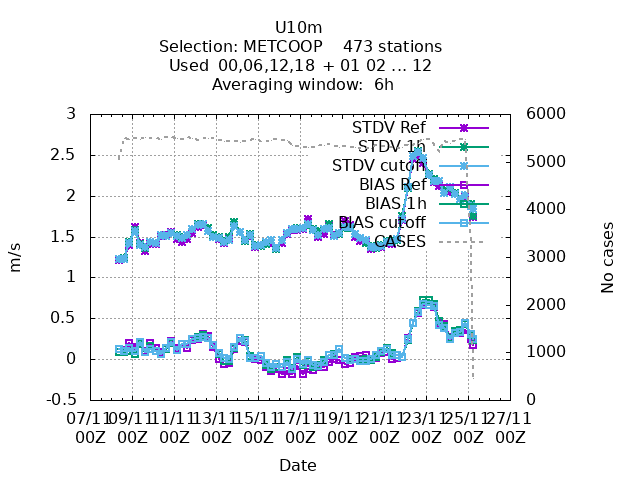 U10m
Selection: METCOOP    473 stations
Used  00,06,12,18 + 01 02 ... 12
Averaging window:  6h
m/s
3
2.5
2
1.5
1
0.5
0
-0.5
STDV Ref
STDV 1h
STDV cutoff
BIAS Ref
BIAS 1h
BIAS cutoff
CASES
6000
5000
4000
3000
2000
1000
0
No cases
07/11 09/11 11/11 13/11 15/11 17/11 19/11 21/11 23/11 25/11 27/11
00Z 00Z 00Z 00Z 00Z 00Z 00Z 00Z 00Z 00Z 00Z
Date